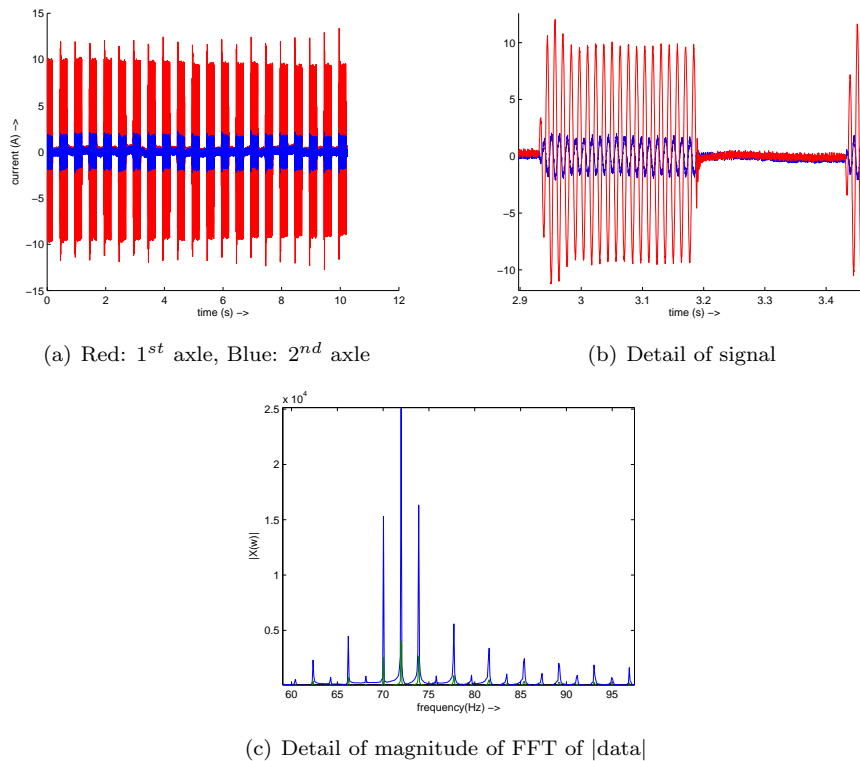 15
10
5
0
−5
−10
−15
0 2 4 6 8 10 12
current (A) −>
time (s) −>
10
5
0
−5
−10
2.9 3 3.1 3.2 3.3 3.4
time (s) −>
(a) Red: 1st axle, Blue: 2nd axle
(b) Detail of signal
x 10^4
2.5
2
1.5
1
0.5
60 65 70 75 80 85 90 95
|X(w)|
frequency(Hz) −>
(c) Detail of magnitude of FFT of |data|